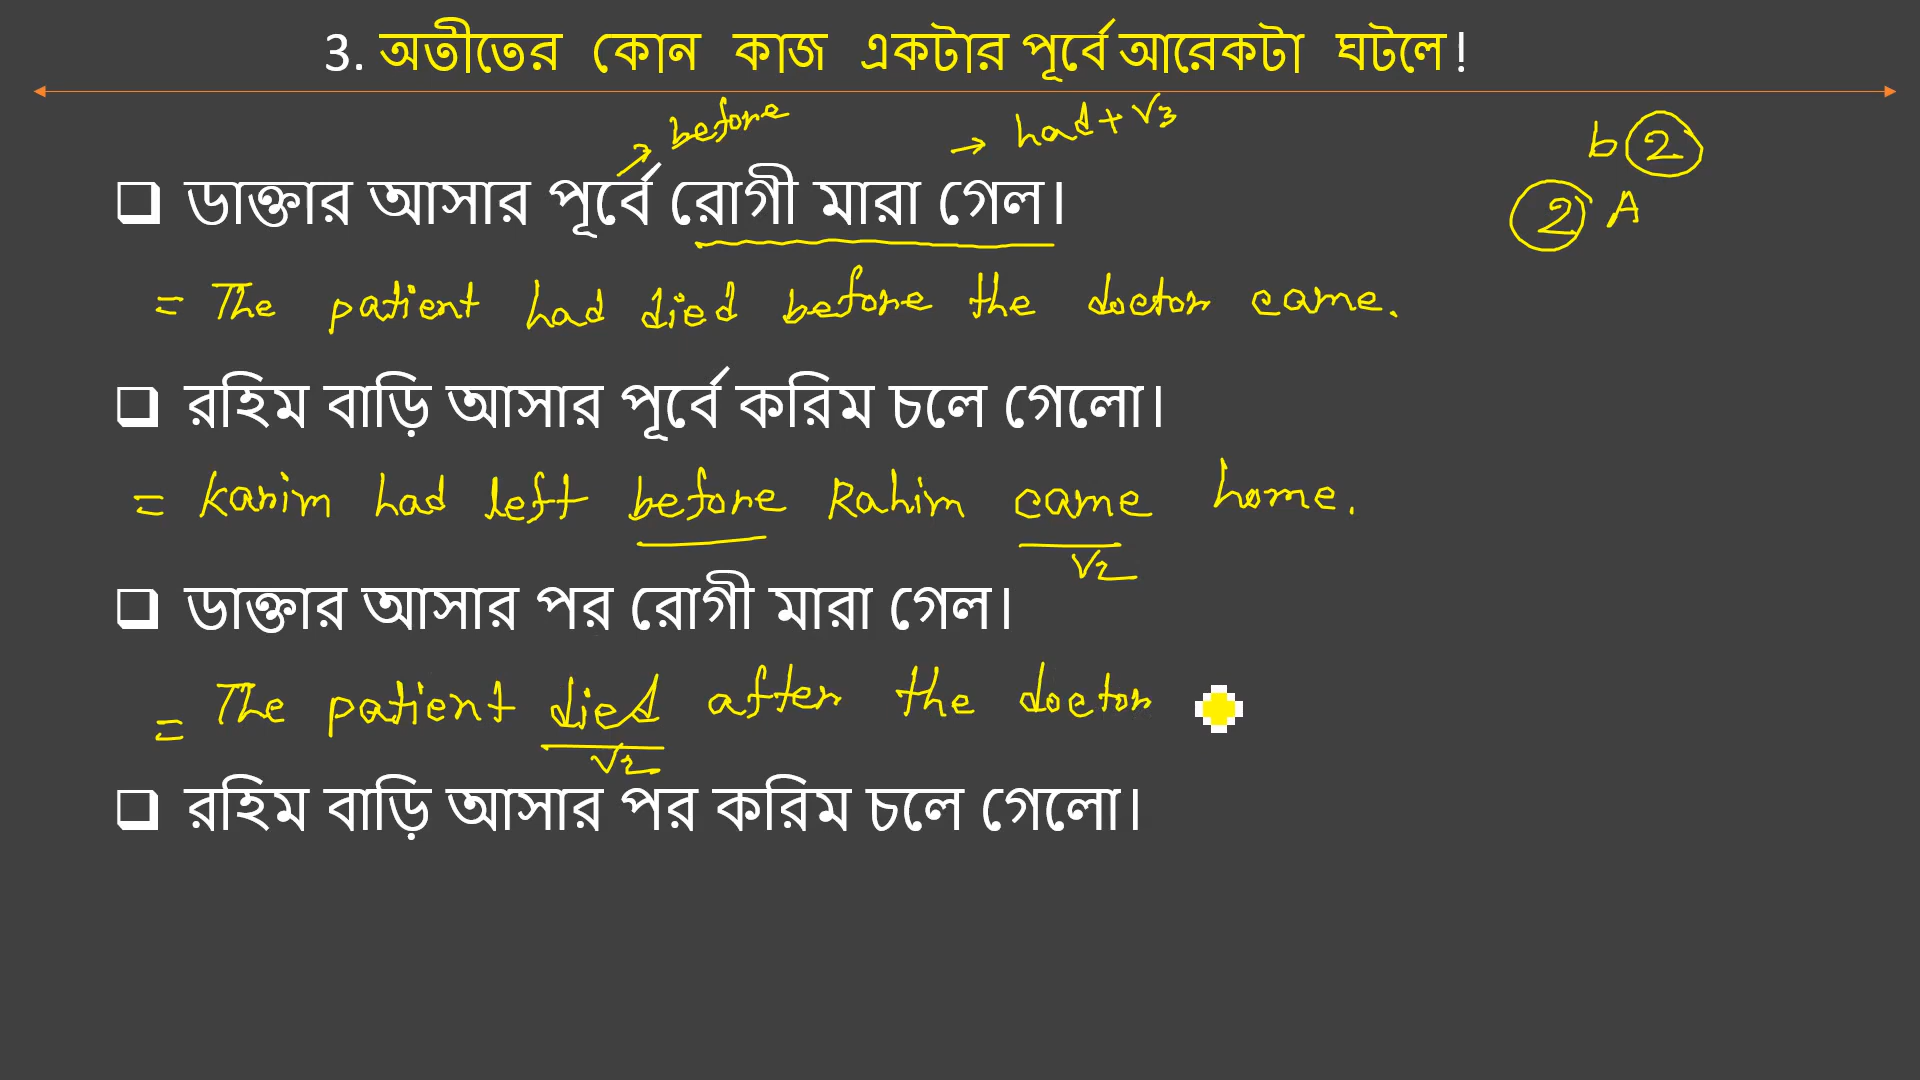 3. অতীতের কোন কাজ একটার পূর্বে আরেকটা ঘটলে!
→ before → had+V3
b 2
❑ ডাক্তার আসার পূর্বে রোগী মারা গেল।
2 A
= The patient had died before the doctor came.
❑ রহিম বাড়ি আসার পূর্বে করিম চলে গেলো।
= Karim had left before Rahim came home.
V2
❑ ডাক্তার আসার পর রোগী মারা গেল।
= The patient died after the doctor
V2
❑ রহিম বাড়ি আসার পর করিম চলে গেলো।